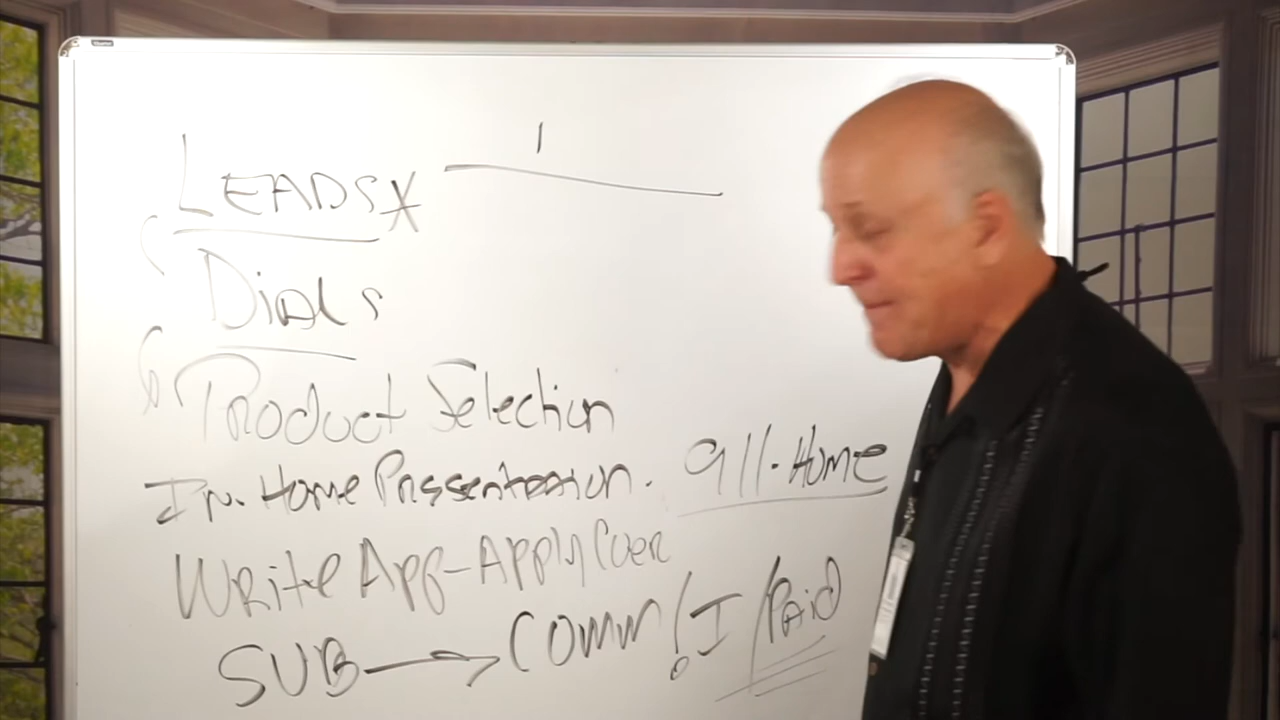 LEADS
Dials
Product Selection
In-Home Presentation. 911-Home
Write App-Apply Cover
SUB → Comm / I / Paid